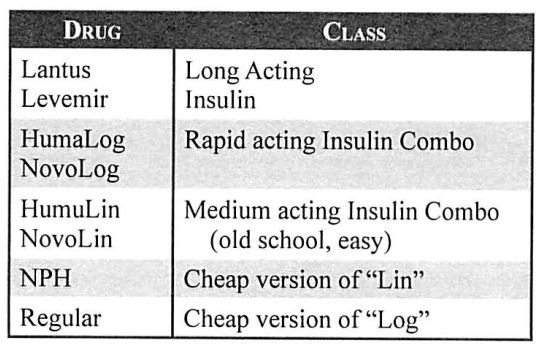 DRUG CLASS
Lantus Long Acting
Levemir Insulin
HumaLog Rapid acting Insulin Combo
NovoLog
HumuLin Medium acting Insulin Combo
NovoLin (old school, easy)
NPH Cheap version of “Lin”
Regular Cheap version of “Log”